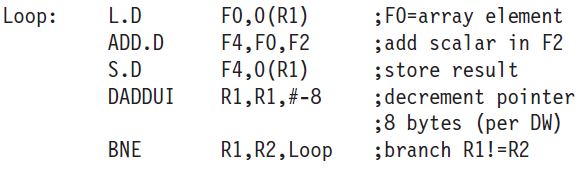 Loop: L.D F0,0(R1) ;F0=array element
ADD.D F4,F0,F2 ;add scalar in F2
S.D F4,0(R1) ;store result
DADDUI R1,R1,#-8 ;decrement pointer
;8 bytes (per DW)
BNE R1,R2,Loop ;branch R1!=R2